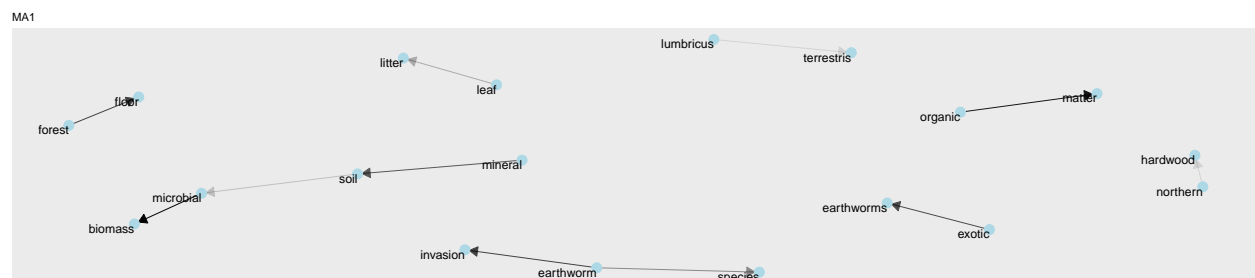 MA1
lumbricus
terrestris
litter
leaf
floor
forest
matter
organic
mineral
soil
hardwood
northern
microbial
biomass
earthworms
exotic
invasion
earthworm
species